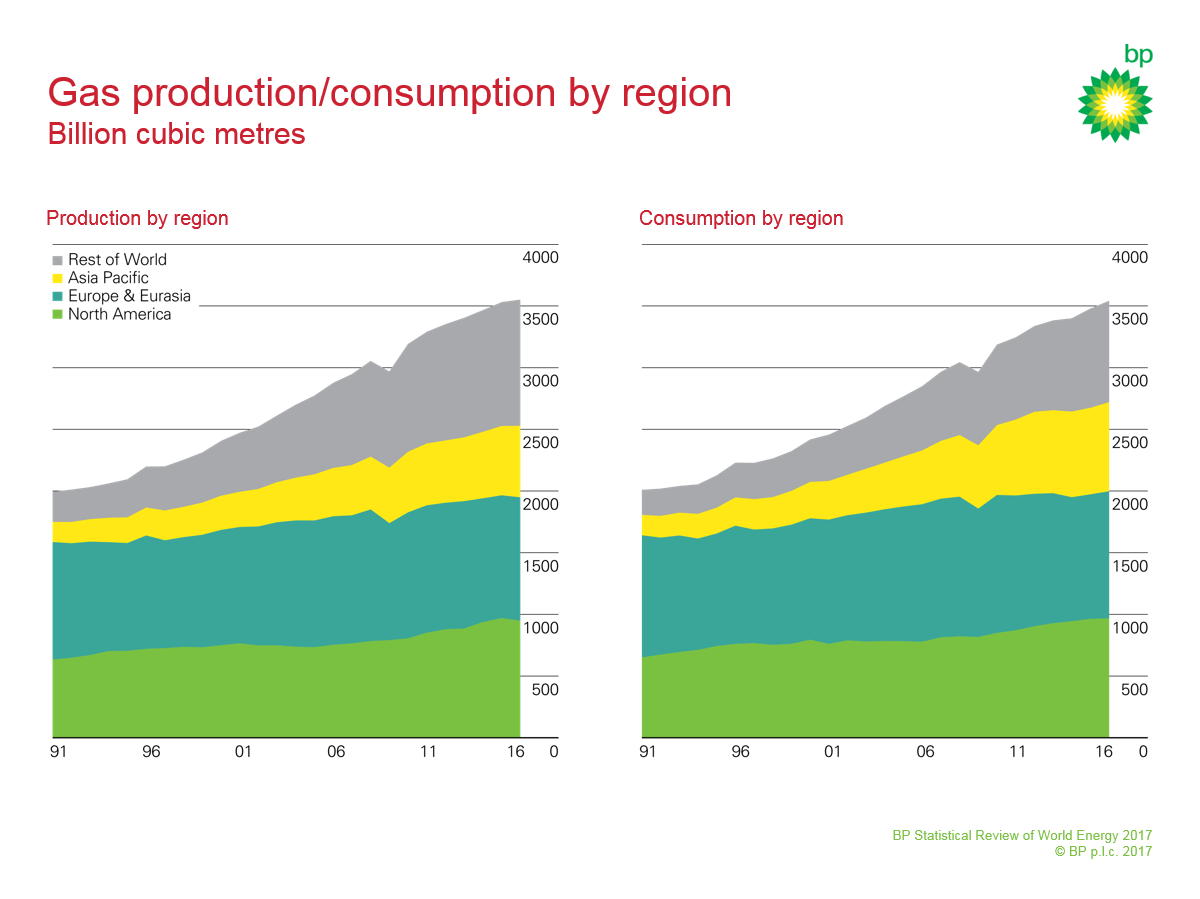 bp
Gas production/consumption by region
Billion cubic metres
Production by region
Rest of World
Asia Pacific
Europe & Eurasia
North America
4000
3500
3000
2500
2000
1500
1000
500
91 96 01 06 11 16 0
Consumption by region
4000
3500
3000
2500
2000
1500
1000
500
91 96 01 06 11 16 0
BP Statistical Review of World Energy 2017
© BP p.l.c. 2017